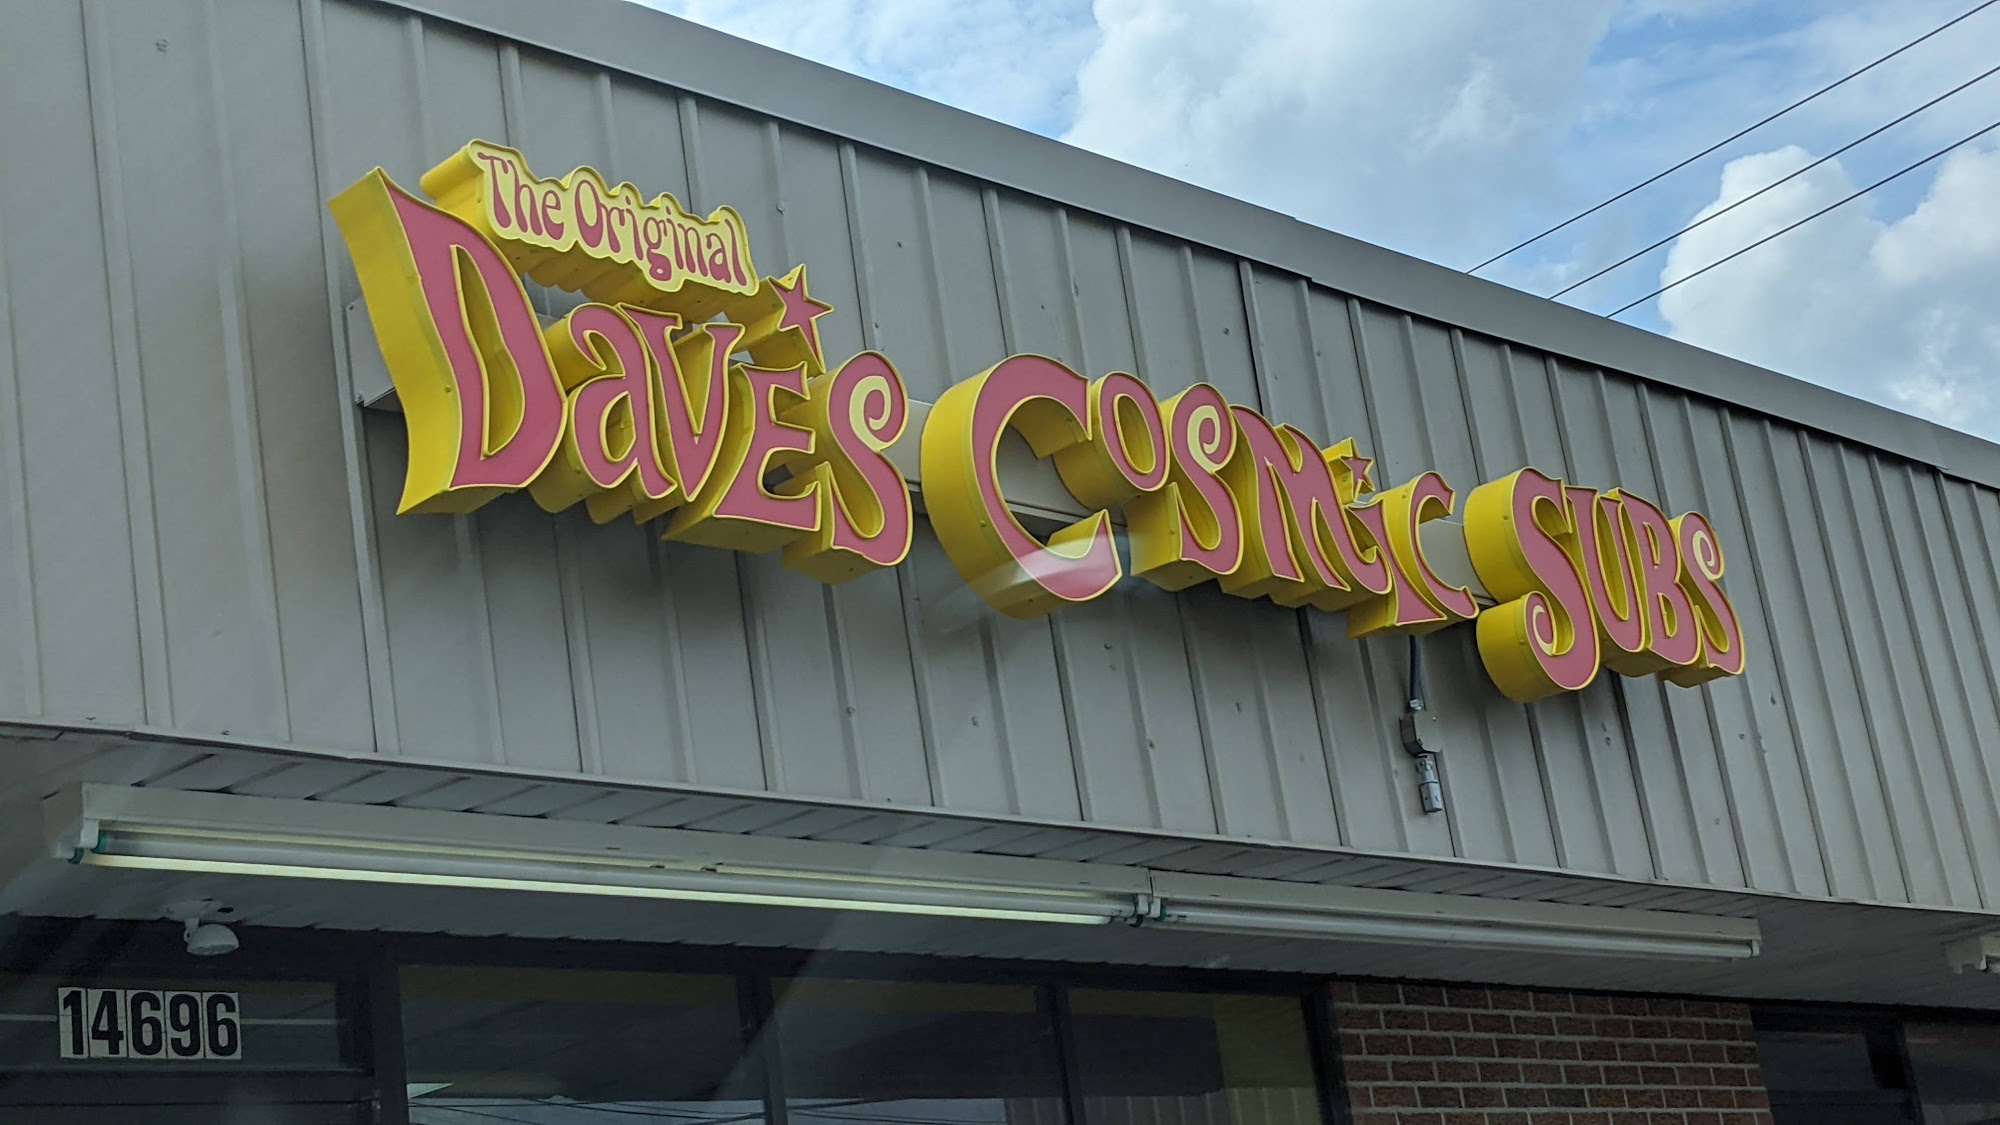 The Original
Dave's Cosmic Subs
14696